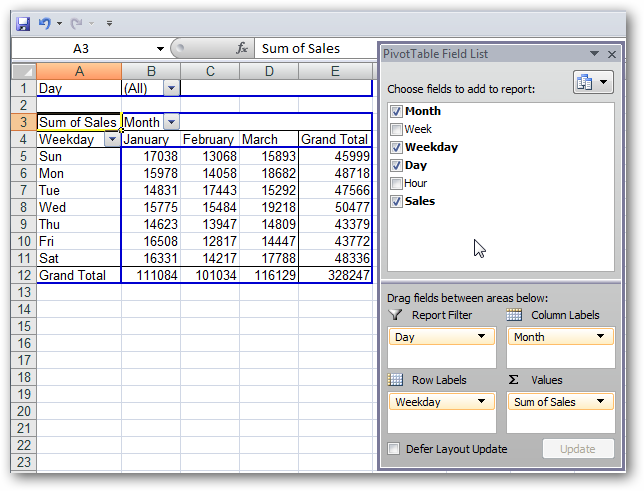 A3 fx Sum of Sales
A B C D E
1 Day (All)
2
3 Sum of Sales Month
4 Weekday January February March Grand Total
5 Sun 17038 13068 15893 45999
6 Mon 15978 14058 18682 48718
7 Tue 14831 17443 15292 47566
8 Wed 15775 15484 19218 50477
9 Thu 14623 13947 14809 43379
10 Fri 16508 12817 14447 43772
11 Sat 16331 14217 17788 48336
12 Grand Total 111084 101034 116129 328247
13
14
15
16
17
18
19
20
21
22
23
PivotTable Field List
Choose fields to add to report:
Month
Week
Weekday
Day
Hour
Sales
Drag fields between areas below:
Report Filter Column Labels
Day Month
Row Labels Σ Values
Weekday Sum of Sales
Defer Layout Update Update